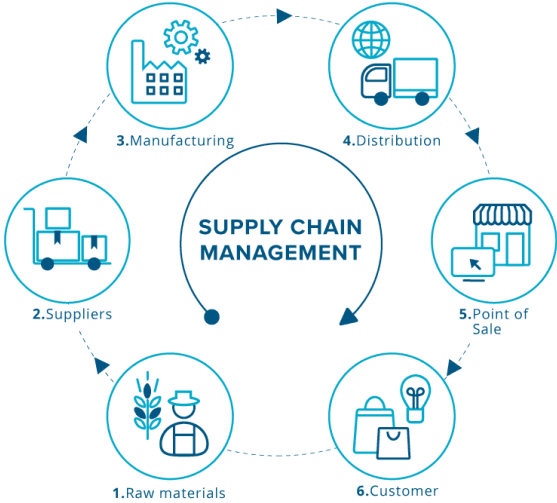 3.Manufacturing
4.Distribution
SUPPLY CHAIN
MANAGEMENT
2.Suppliers
5.Point of
Sale
1.Raw materials
6.Customer